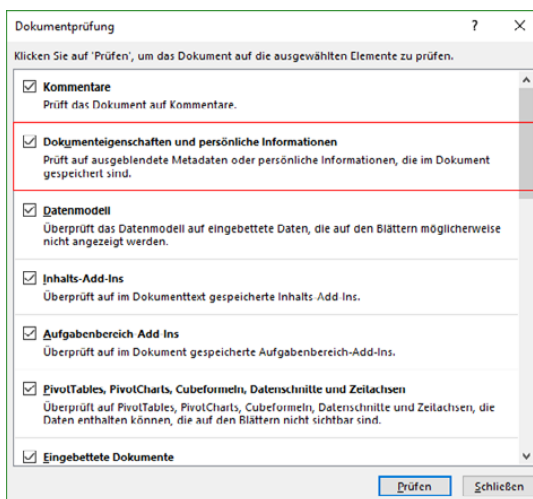 Dokumentprüfung
Klicken Sie auf 'Prüfen', um das Dokument auf die ausgewählten Elemente zu prüfen.
Kommentare
Prüft das Dokument auf Kommentare.
Dokumenteigenschaften und persönliche Informationen
Prüft auf ausgeblendete Metadaten oder persönliche Informationen, die im Dokument
gespeichert sind.
Datenmodell
Überprüft das Datenmodell auf eingebettete Daten, die auf den Blättern möglicherweise
nicht angezeigt werden.
Inhalts-Add-Ins
Überprüft auf im Dokumenttext gespeicherte Inhalts-Add-Ins.
Aufgabenbereich-Add-Ins
Überprüft auf im Dokument gespeicherte Aufgabenbereich-Add-Ins.
PivotTables, PivotCharts, Cubeformeln, Datenschnitte und Zeitachsen
Überprüft auf PivotTables, PivotCharts, Cubeformeln, Datenschnitte und Zeitachsen, die
Daten enthalten können, die auf den Blättern nicht sichtbar sind.
Eingebettete Dokumente
Prüfen Schließen